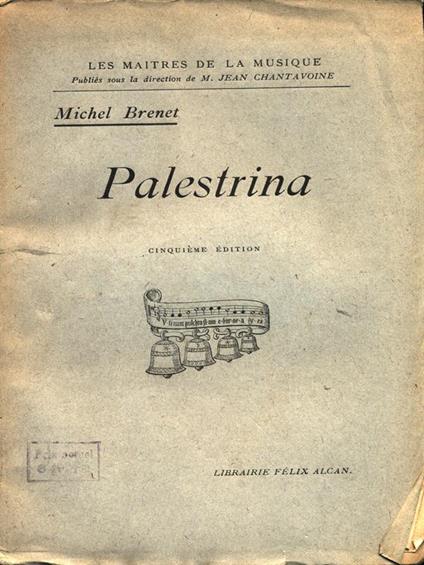 LES MAITRES DE LA MUSIQUE
Publiés sous la direction de M. JEAN CHANTAVOINE
Michel Brenet
Palestrina
CINQUIÈME ÉDITION
LIBRAIRIE FÉLIX ALCAN.